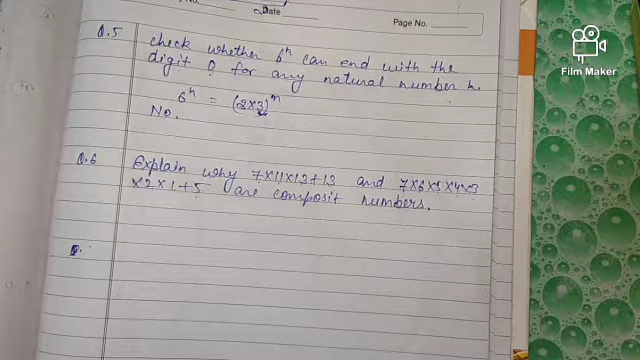 Date
Page No.
Q.5 check whether 6ⁿ can end with the
digit 0 for any natural number n.
6ⁿ = (2×3)ⁿ
No.
Q.6 Explain why 7×11×13+13 and 7×6×5×4×3
×2×1+5 are composit numbers.
Film Maker